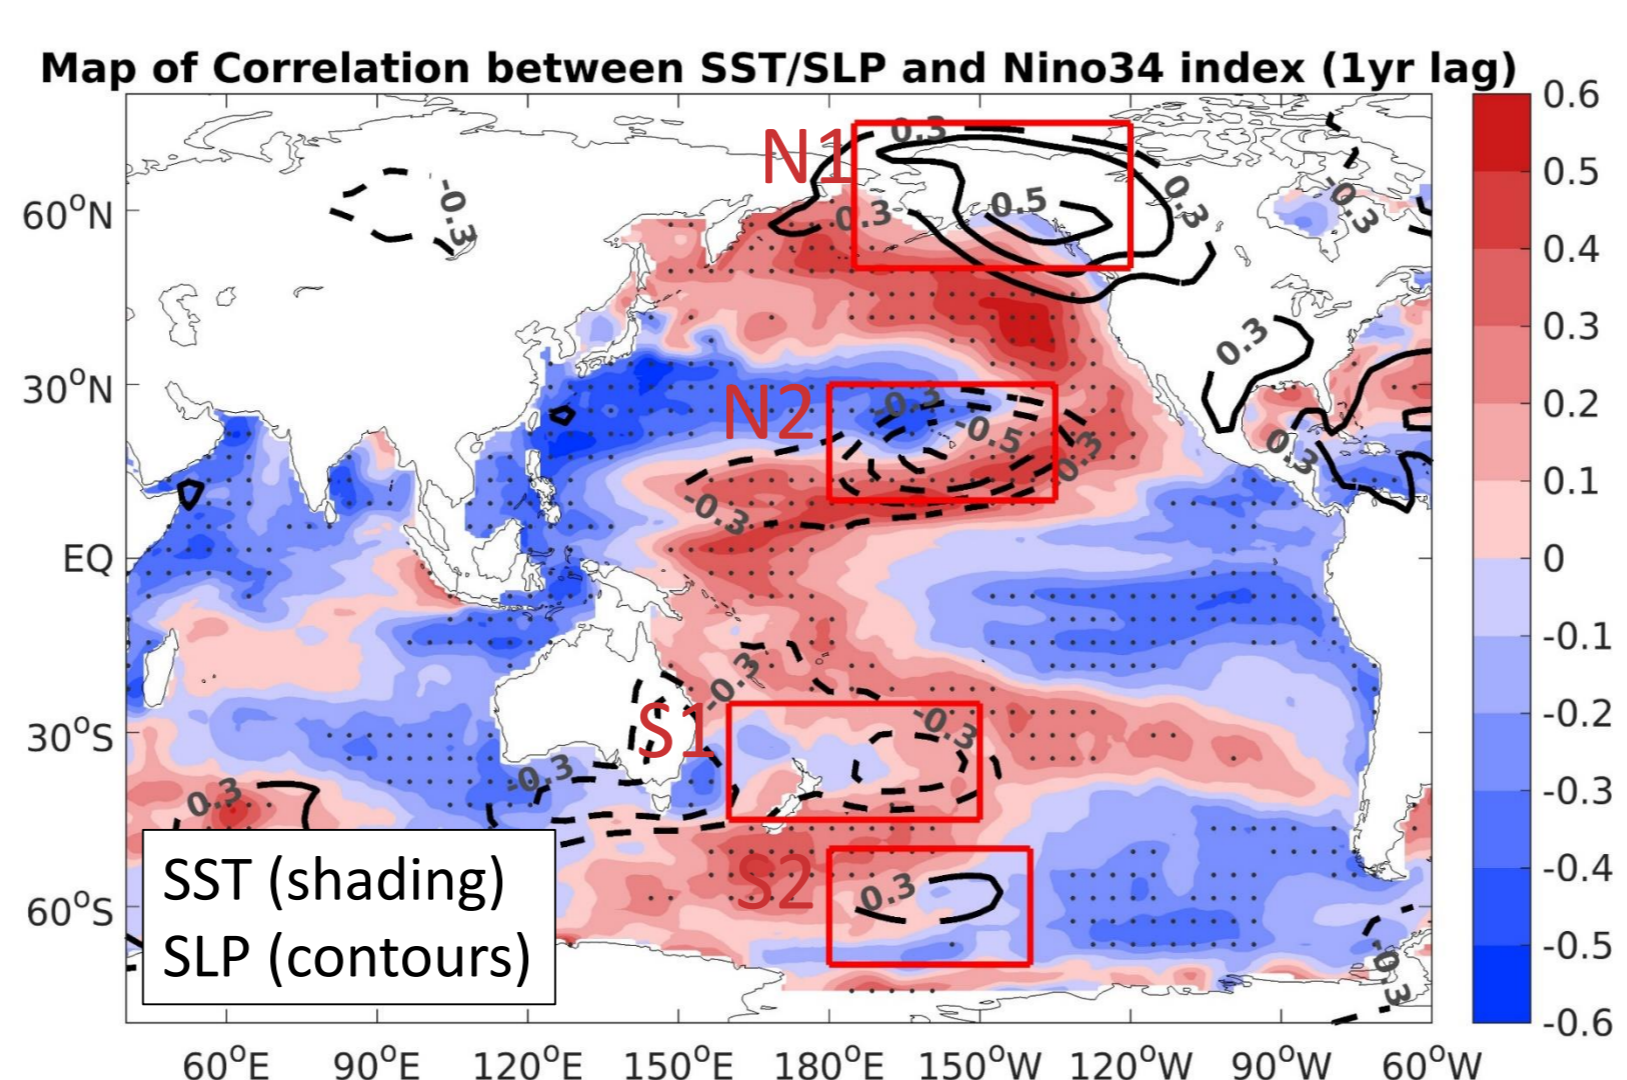 Map of Correlation between SST/SLP and Nino34 index (1yr lag)
60°N
30°N
EQ
30°S
60°S
60°E 90°E 120°E 150°E 180°E 150°W 120°W 90°W 60°W
0.6
0.5
0.4
0.3
0.2
0.1
0
-0.1
-0.2
-0.3
-0.4
-0.5
-0.6
N1
N2
S1
S2
0.3
0.3
0.5
0.3
-0.3
-0.3
0.3
0.3
-0.3
-0.5
-0.3
-0.3
-0.3
-0.3
-0.3
0.3
0.3
-0.3
SST (shading)
SLP (contours)